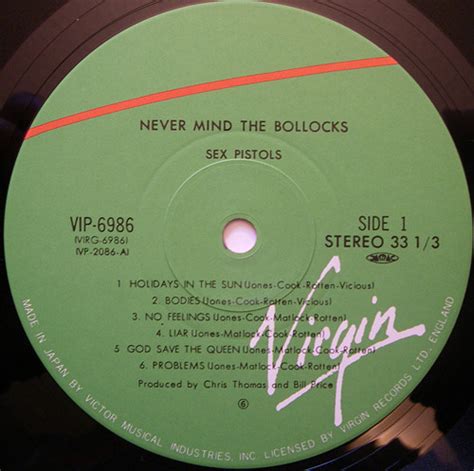 NEVER MIND THE BOLLOCKS
SEX PISTOLS
VIP-6986
(VIRG-6986)
(VP-2086-A)
SIDE 1
STEREO 33 1/3
1 HOLIDAYS IN THE SUN (Jones-Cook-Rotten-Vicious)
2. BODIES (Jones-Cook-Rotten-Vicious)
3. NO FEELINGS (Jones-Matlock-Cook-Rotten)
4. LIAR (Jones-Matlock-Cook-Rotten)
5 GOD SAVE THE QUEEN (Jones-Matlock-Cook-Rotten)
6. PROBLEMS (Jones-Matlock-Cook-Rotten)
Produced by Chris Thomas and Bill Price
Virgin
6
MADE IN JAPAN BY VICTOR MUSICAL INDUSTRIES, INC. LICENSED BY VIRGIN RECORDS LTD., ENGLAND